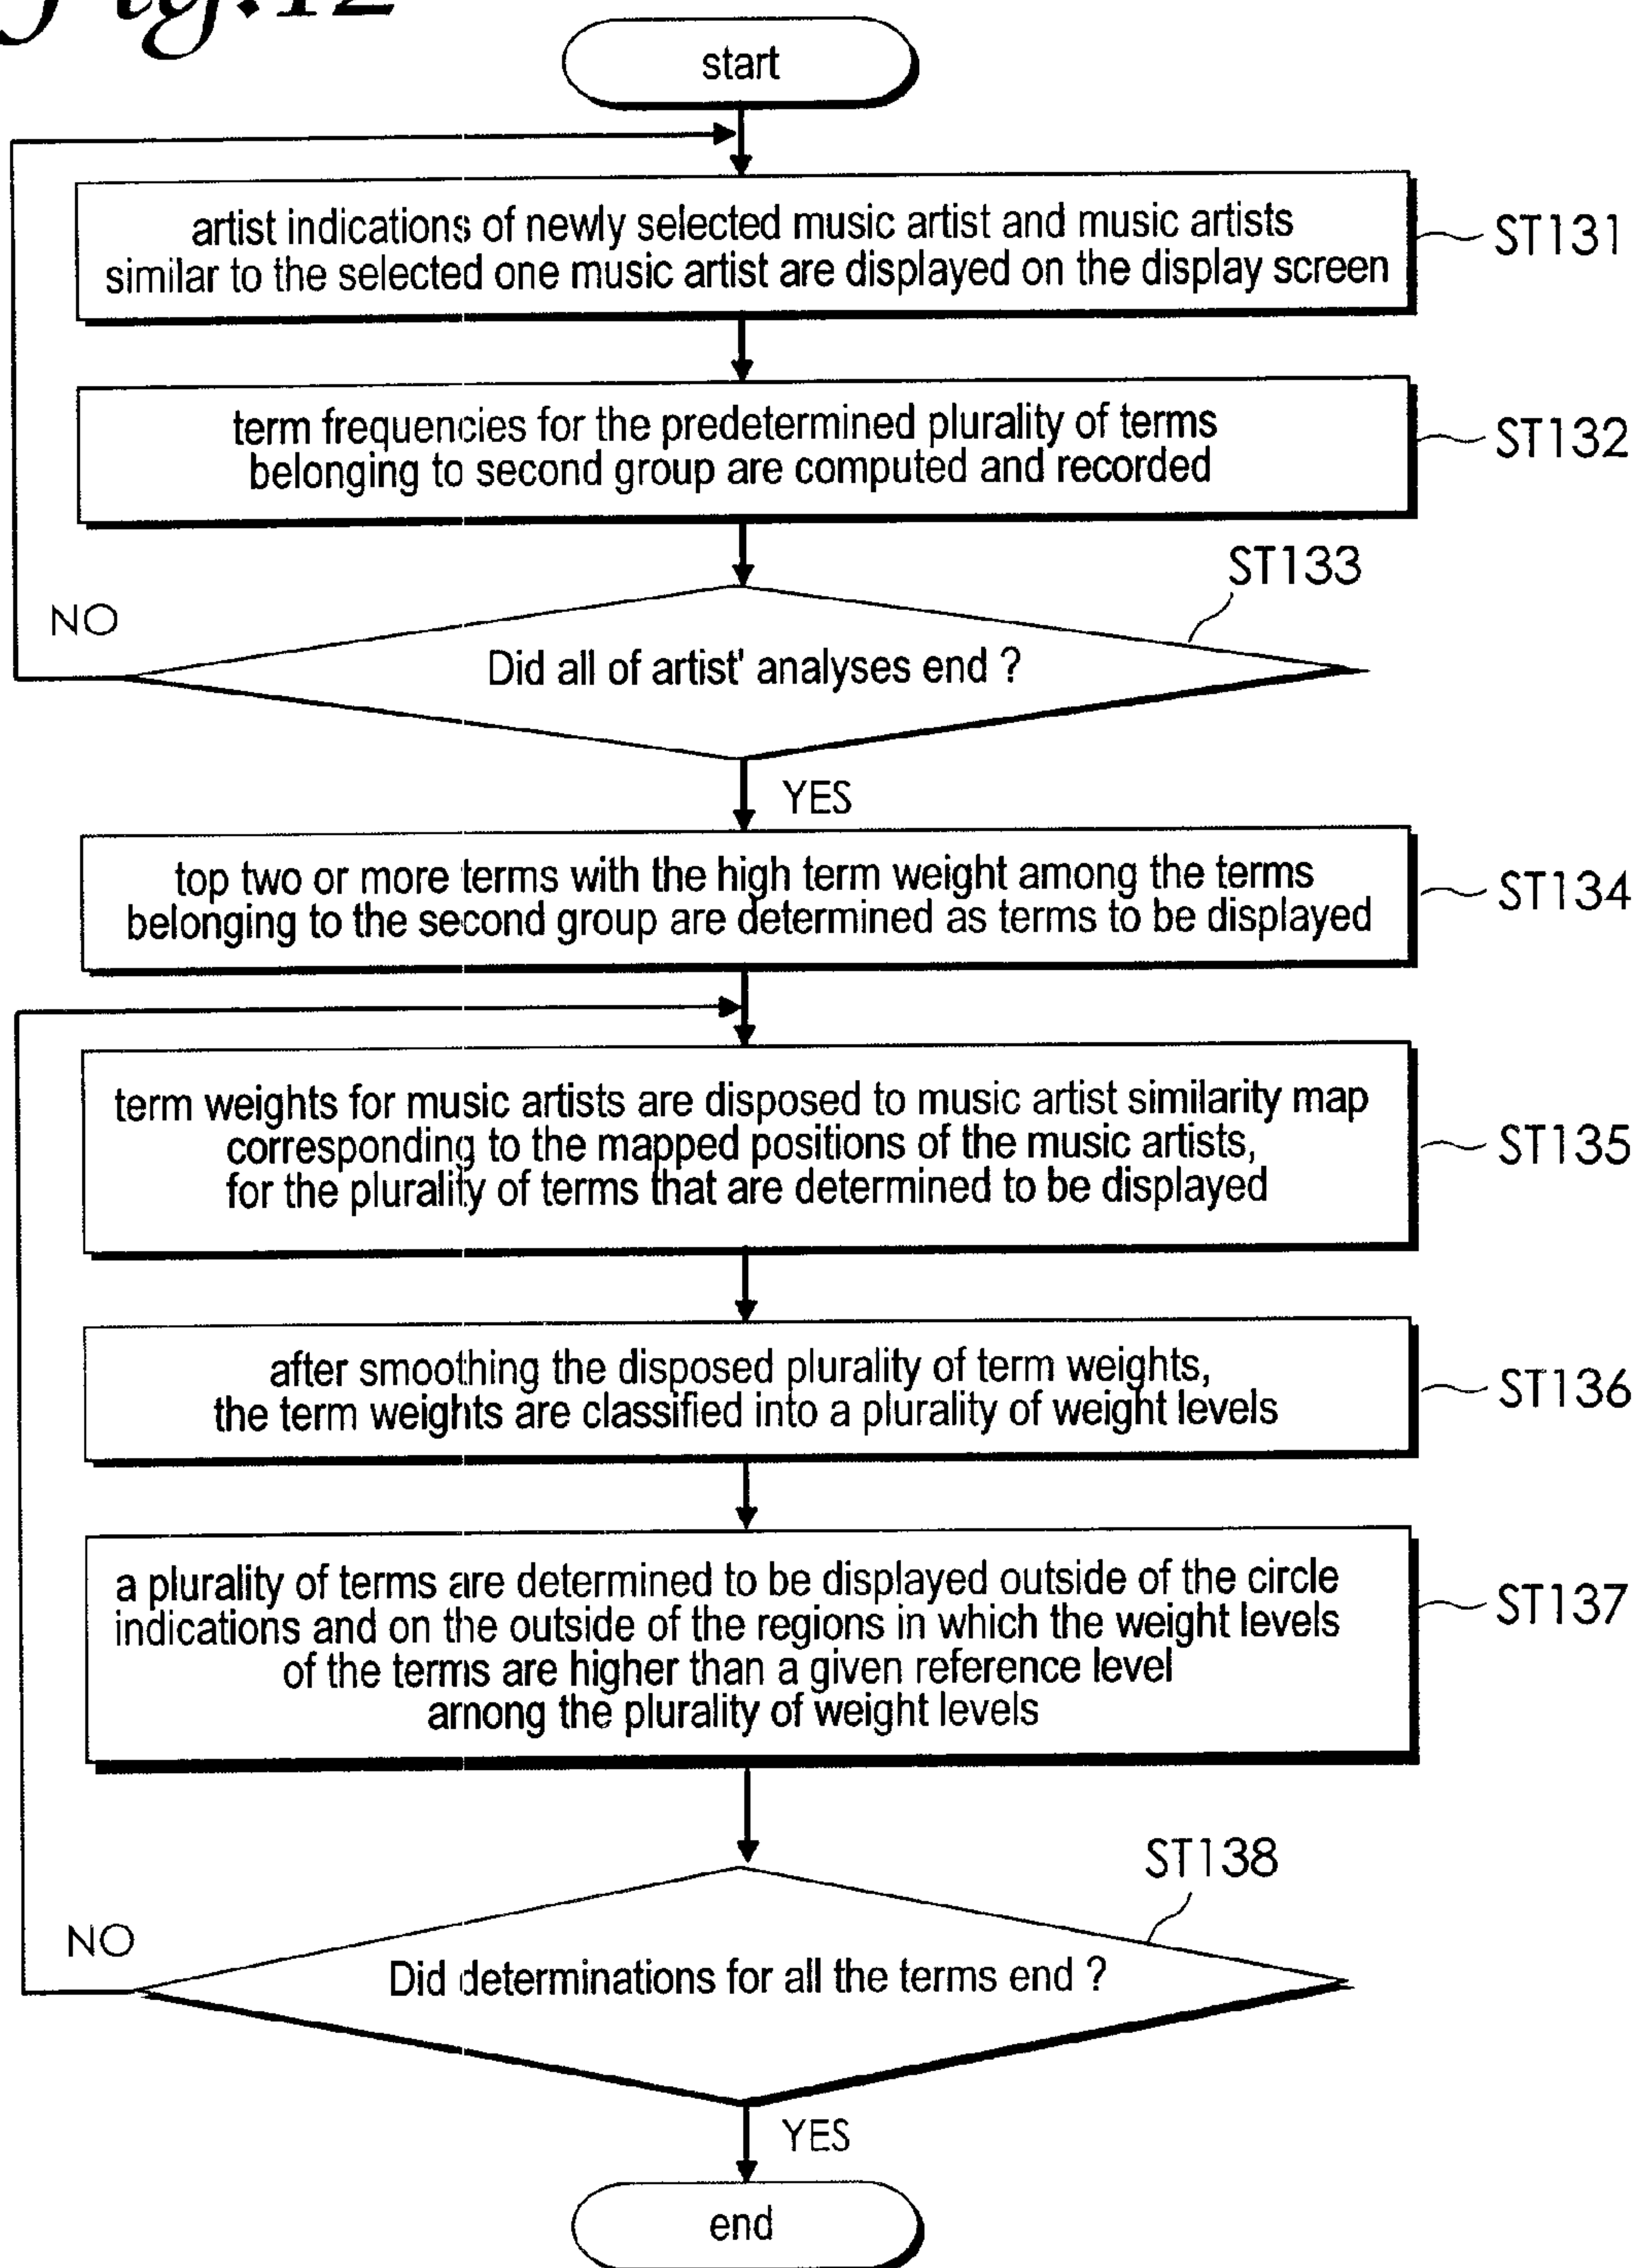 Fig.12
start
artist indications of newly selected music artist and music artists
similar to the selected one music artist are displayed on the display screen
ST131
term frequencies for the predetermined plurality of terms
belonging to second group are computed and recorded
ST132
ST133
NO
Did all of artist' analyses end ?
YES
top two or more terms with the high term weight among the terms
belonging to the second group are determined as terms to be displayed
ST134
term weights for music artists are disposed to music artist similarity map
corresponding to the mapped positions of the music artists,
for the plurality of terms that are determined to be displayed
ST135
after smoothing the disposed plurality of term weights,
the term weights are classified into a plurality of weight levels
ST136
a plurality of terms are determined to be displayed outside of the circle
indications and on the outside of the regions in which the weight levels
of the terms are higher than a given reference level
among the plurality of weight levels
ST137
ST138
NO
Did determinations for all the terms end ?
YES
end